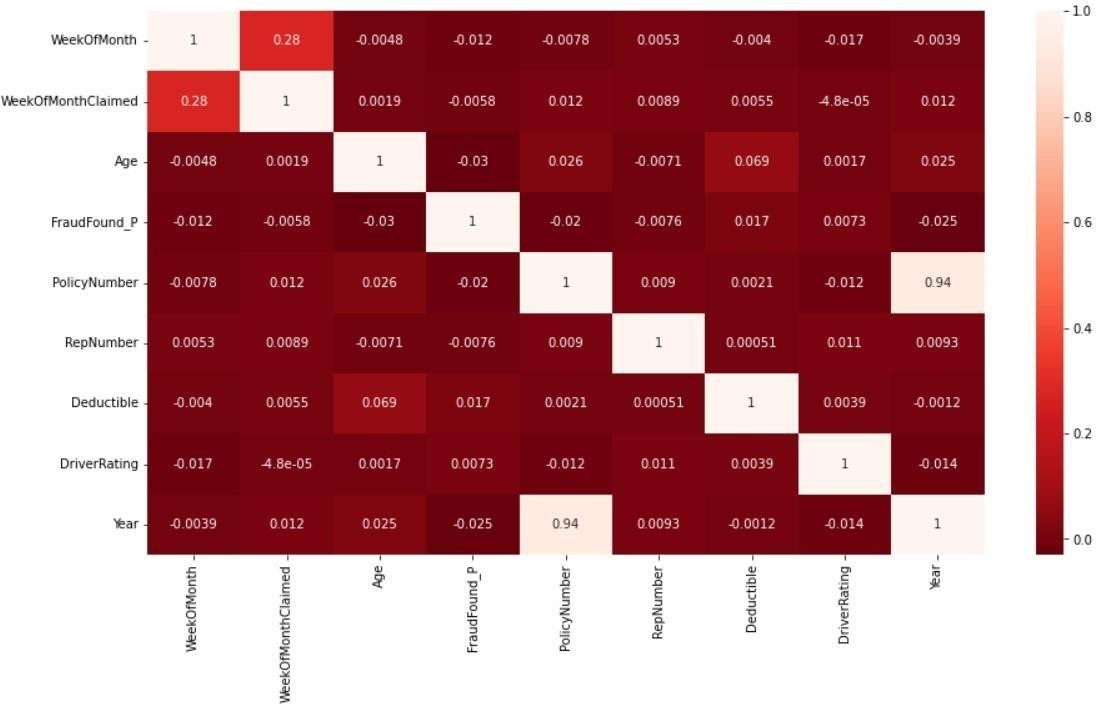 WeekOfMonth 1 0.28 -0.0048 -0.012 -0.0078 0.0053 -0.004 -0.017 -0.0039
WeekOfMonthClaimed 0.28 1 0.0019 -0.0058 0.012 0.0089 0.0055 -4.8e-05 0.012
Age -0.0048 0.0019 1 -0.03 0.026 -0.0071 0.069 0.0017 0.025
FraudFound_P -0.012 -0.0058 -0.03 1 -0.02 -0.0076 0.017 0.0073 -0.025
PolicyNumber -0.0078 0.012 0.026 -0.02 1 0.009 0.0021 -0.012 0.94
RepNumber 0.0053 0.0089 -0.0071 -0.0076 0.009 1 0.00051 0.011 0.0093
Deductible -0.004 0.0055 0.069 0.017 0.0021 0.00051 1 0.0039 -0.0012
DriverRating -0.017 -4.8e-05 0.0017 0.0073 -0.012 0.011 0.0039 1 -0.014
Year -0.0039 0.012 0.025 -0.025 0.94 0.0093 -0.0012 -0.014 1
WeekOfMonth
WeekOfMonthClaimed
Age
FraudFound_P
PolicyNumber
RepNumber
Deductible
DriverRating
Year
1.0
0.8
0.6
0.4
0.2
0.0